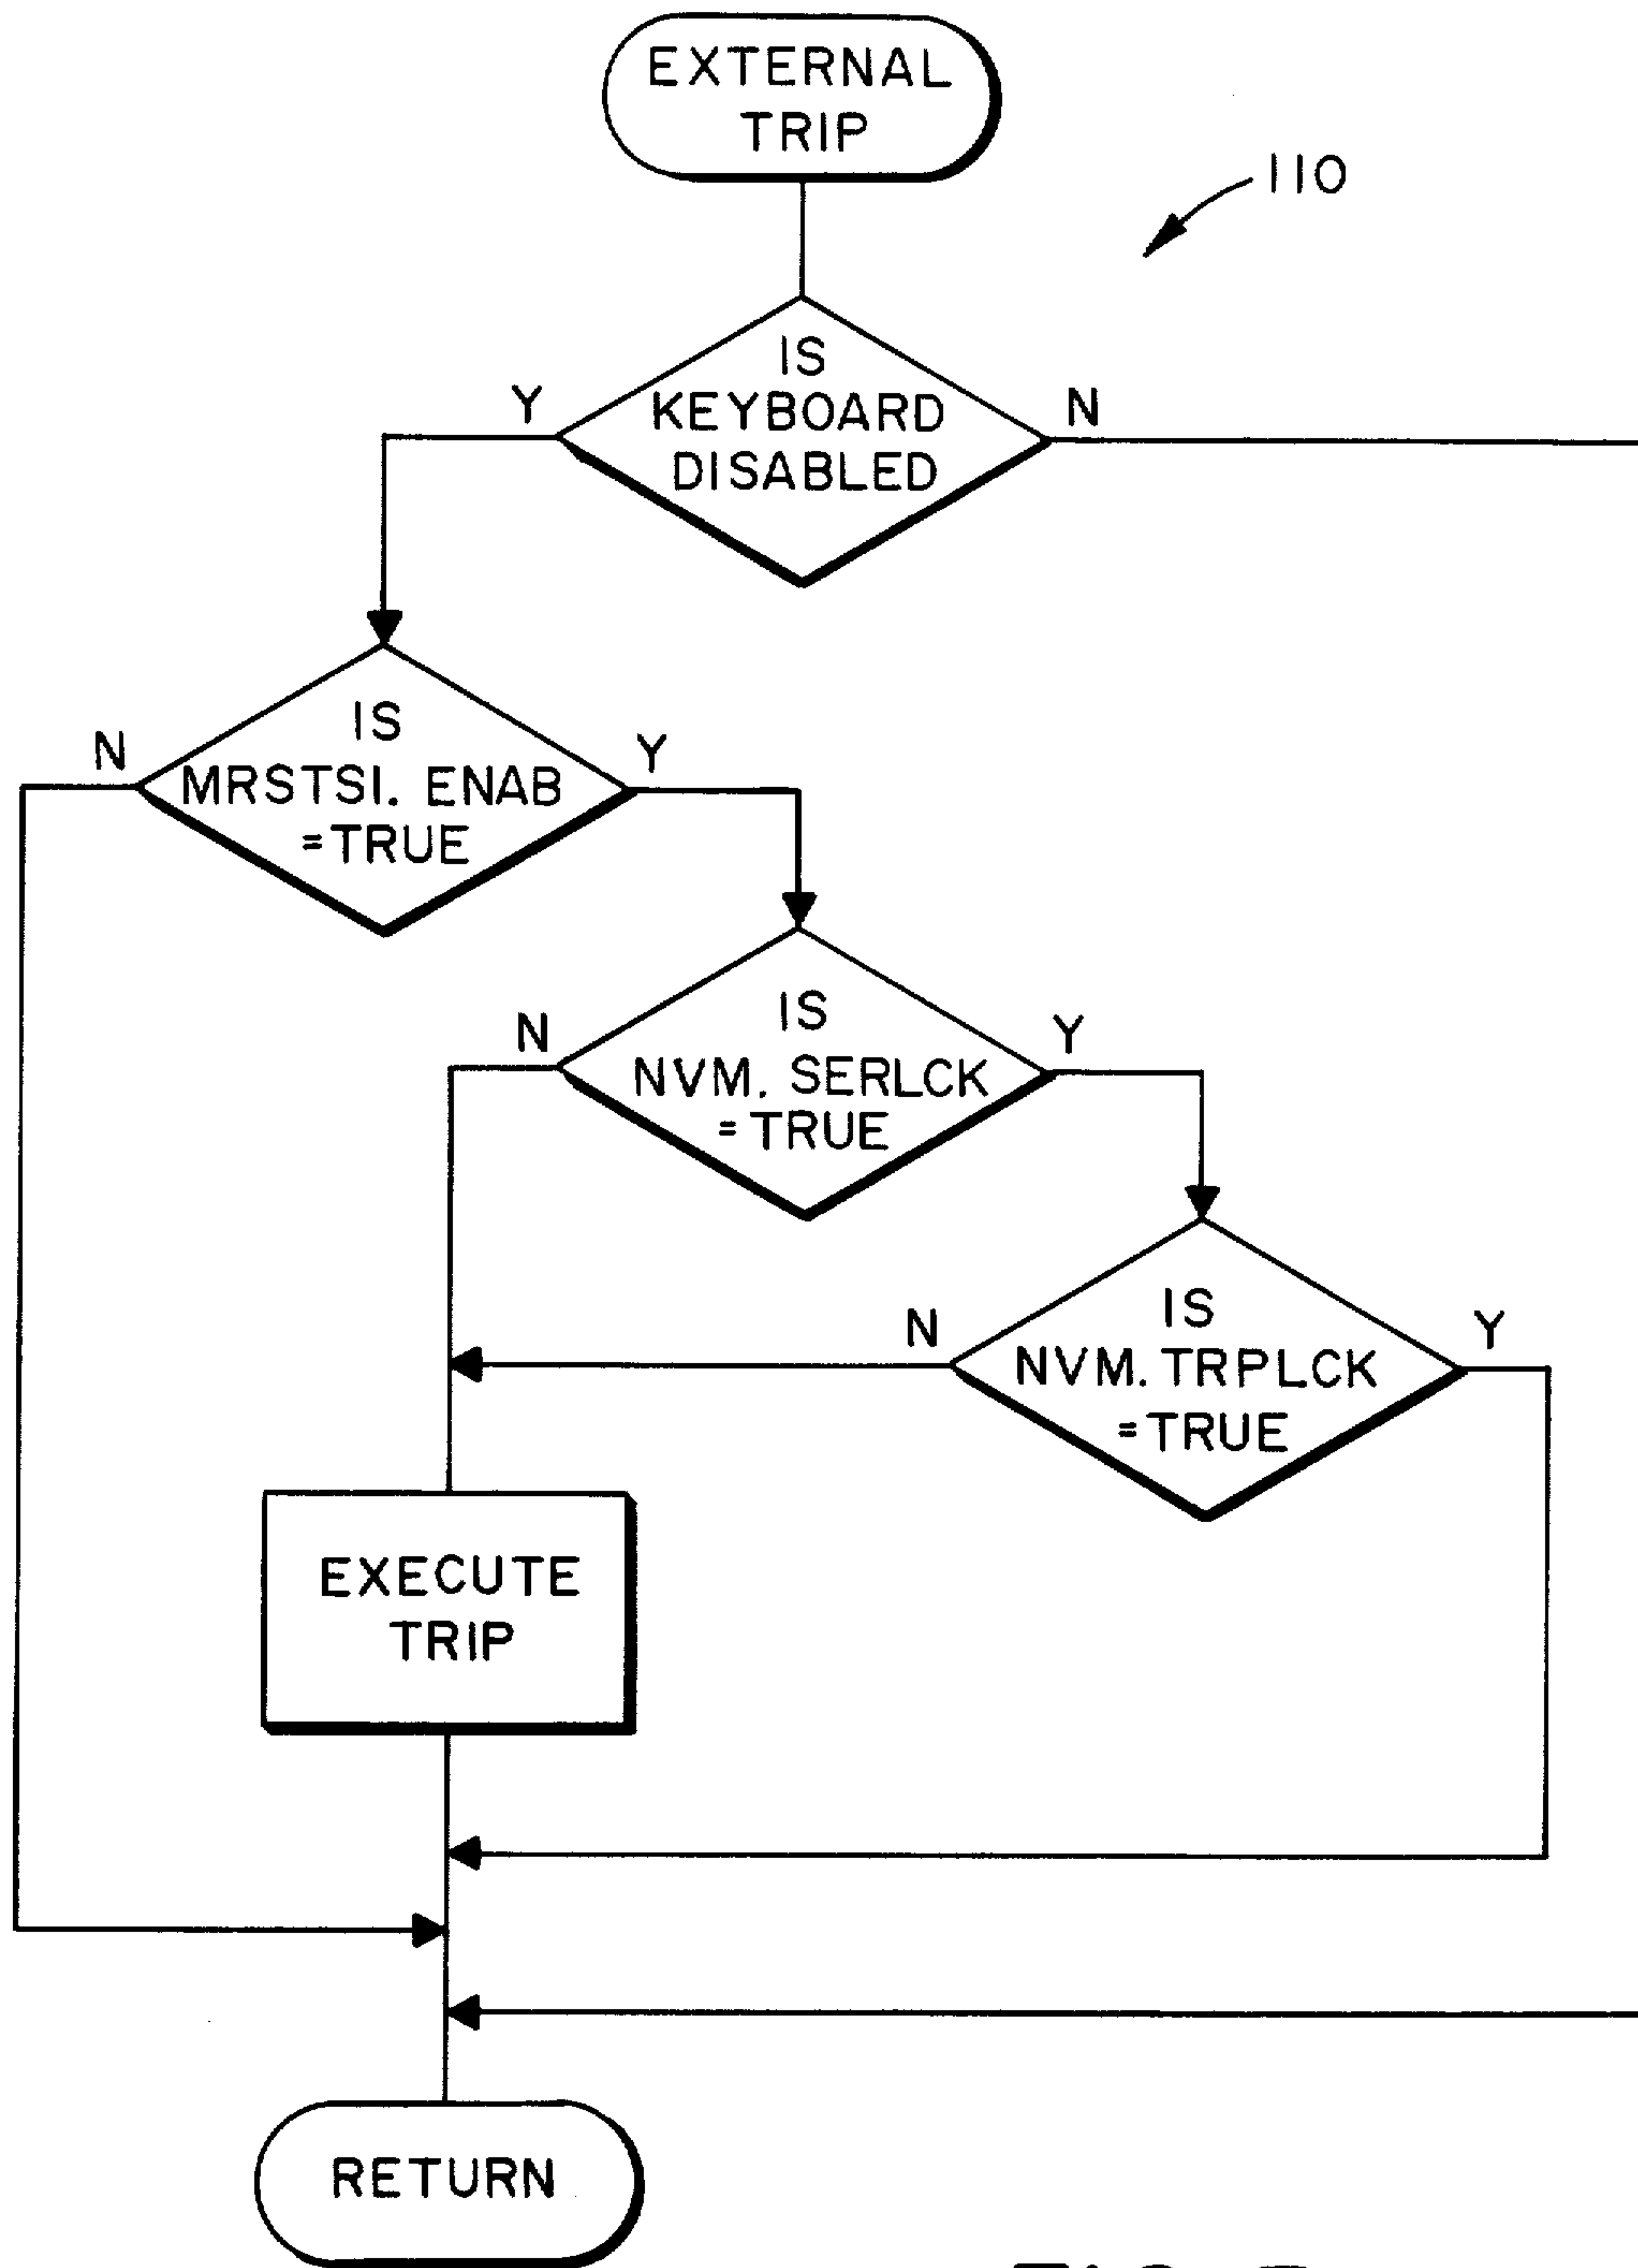 EXTERNAL
TRIP
110
IS
KEYBOARD
DISABLED
Y
N
IS
MRSTSI. ENAB
=TRUE
N
Y
IS
NVM. SERLCK
= TRUE
N
Y
IS
NVM. TRPLCK
=TRUE
N
Y
EXECUTE
TRIP
RETURN